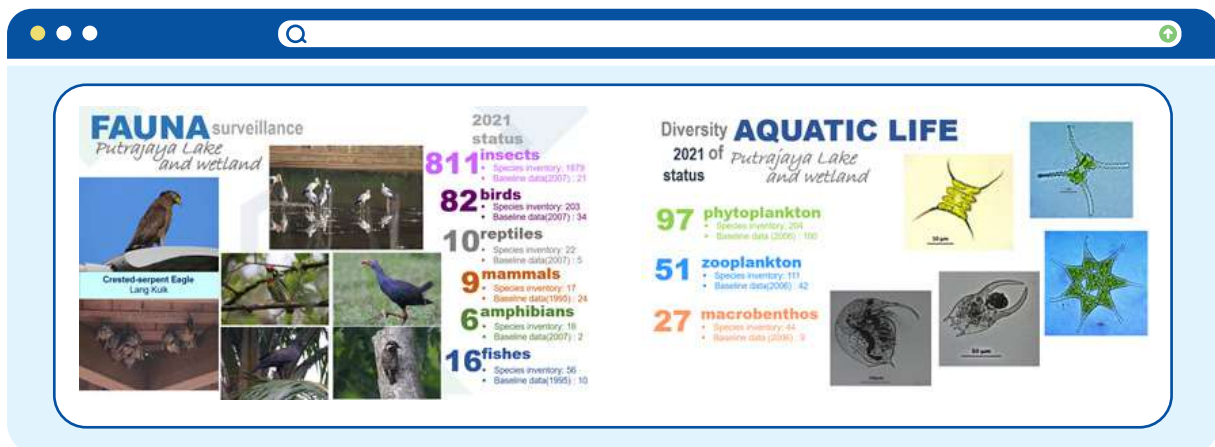 FAUNA surveillance
Putrajaya Lake
and wetland
2021
status
811 insects
• Species inventory: 1879
• Baseline data(2007) : 21
82 birds
• Species inventory: 203
• Baseline data(2007) : 34
10 reptiles
• Species inventory: 22
• Baseline data(2007) : 5
9 mammals
• Species inventory: 17
• Baseline data(1995) : 24
6 amphibians
• Species inventory: 16
• Baseline data(2007) : 2
16 fishes
• Species inventory: 56
• Baseline data(1995) : 10
Crested-serpent Eagle
Lang Kuik
Diversity AQUATIC LIFE
2021 of Putrajaya Lake
status and wetland
97 phytoplankton
• Species inventory: 204
• Baseline data (2006) : 100
51 zooplankton
• Species inventory: 111
• Baseline data(2006) : 42
27 macrobenthos
• Species inventory: 44
• Baseline data (2006) : 9
50 µm